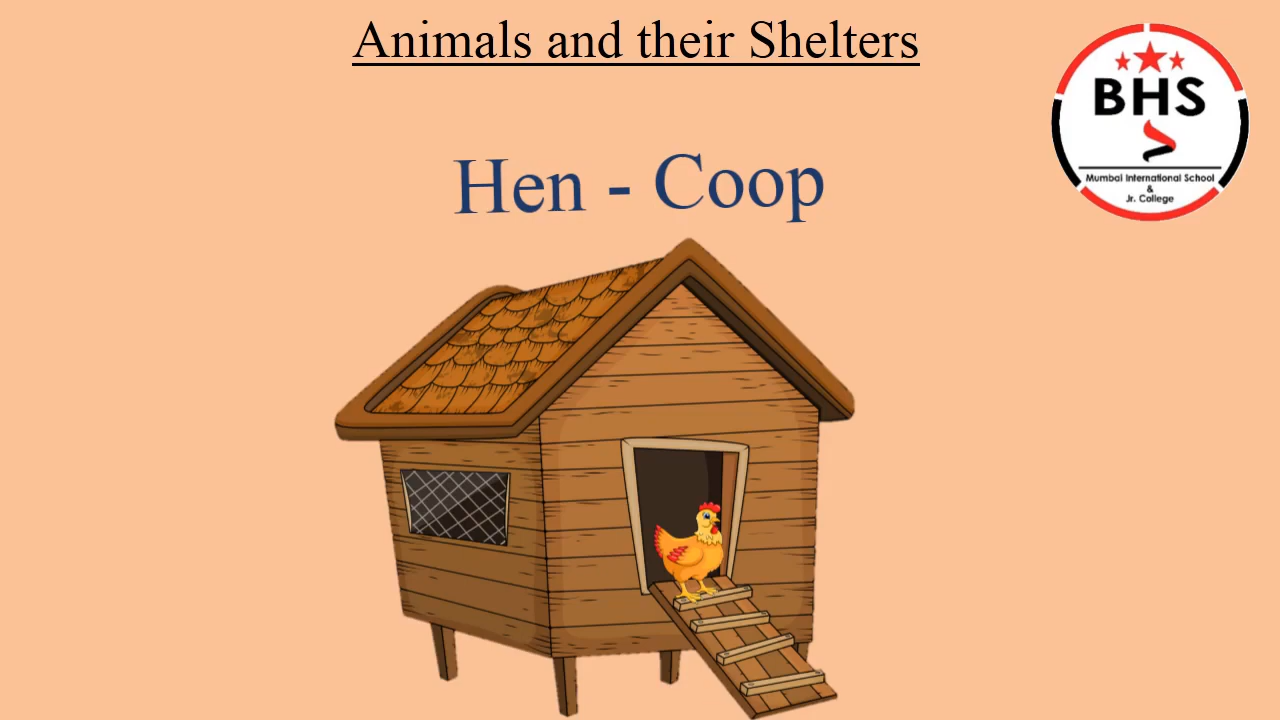 Animals and their Shelters
BHS
Mumbai International School
&
Jr. College
Hen - Coop